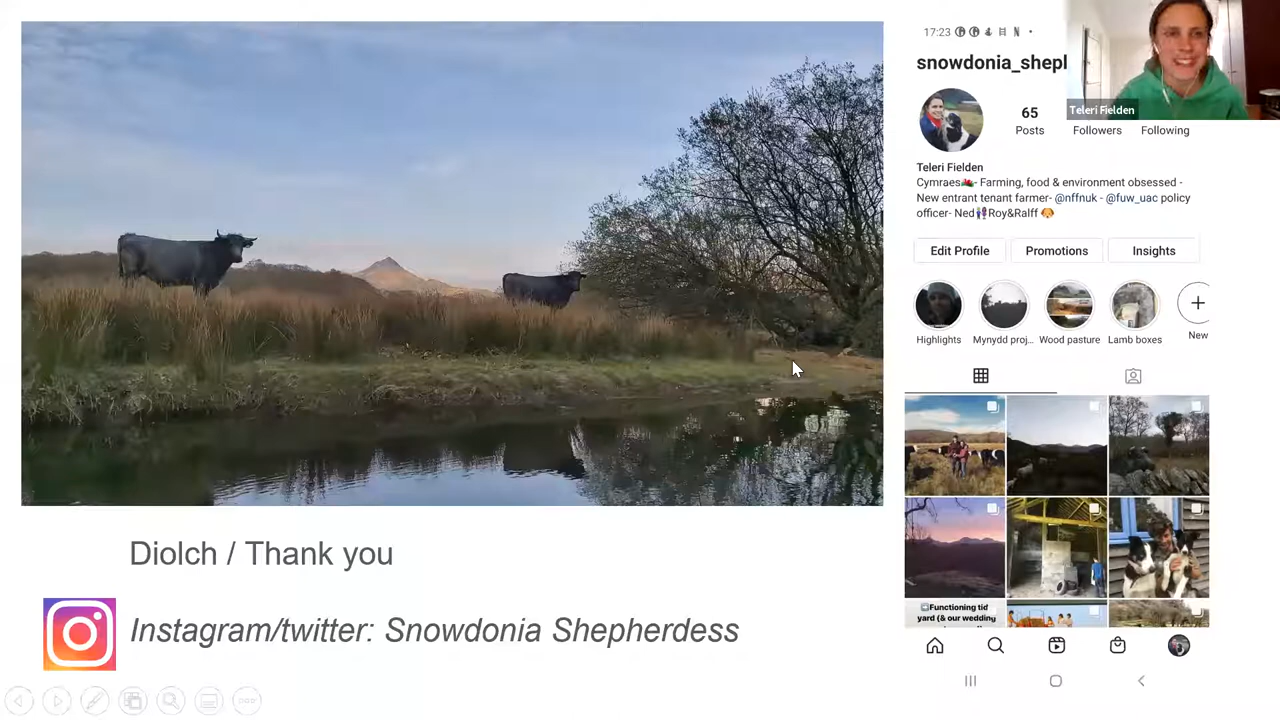 17:23
snowdonia_shepl
Teleri Fielden
65
Posts
Followers
Following
Teleri Fielden
Cymraes - Farming, food & environment obsessed -
New entrant tenant farmer- @nffnuk - @fuw_uac policy
officer- Ned Roy&Ralff
Edit Profile
Promotions
Insights
Highlights
Mynydd proj...
Wood pasture
Lamb boxes
New
Functioning tid
yard (& our wedding
Diolch / Thank you
Instagram/twitter: Snowdonia Shepherdess